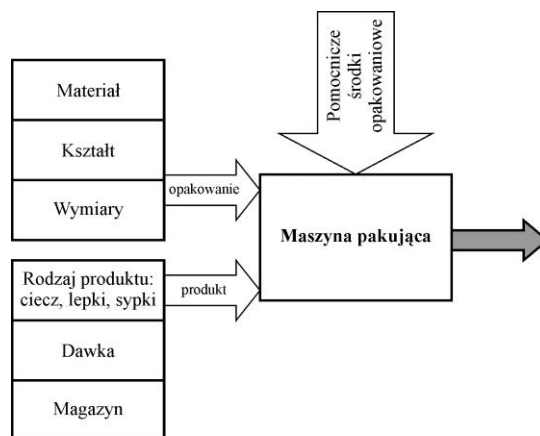 Pomocnicze
środki
opakowaniowe
Materiał
Kształt
Wymiary
opakowanie
Maszyna pakująca
Rodzaj produktu:
ciecz, lepki, sypki
produkt
Dawka
Magazyn